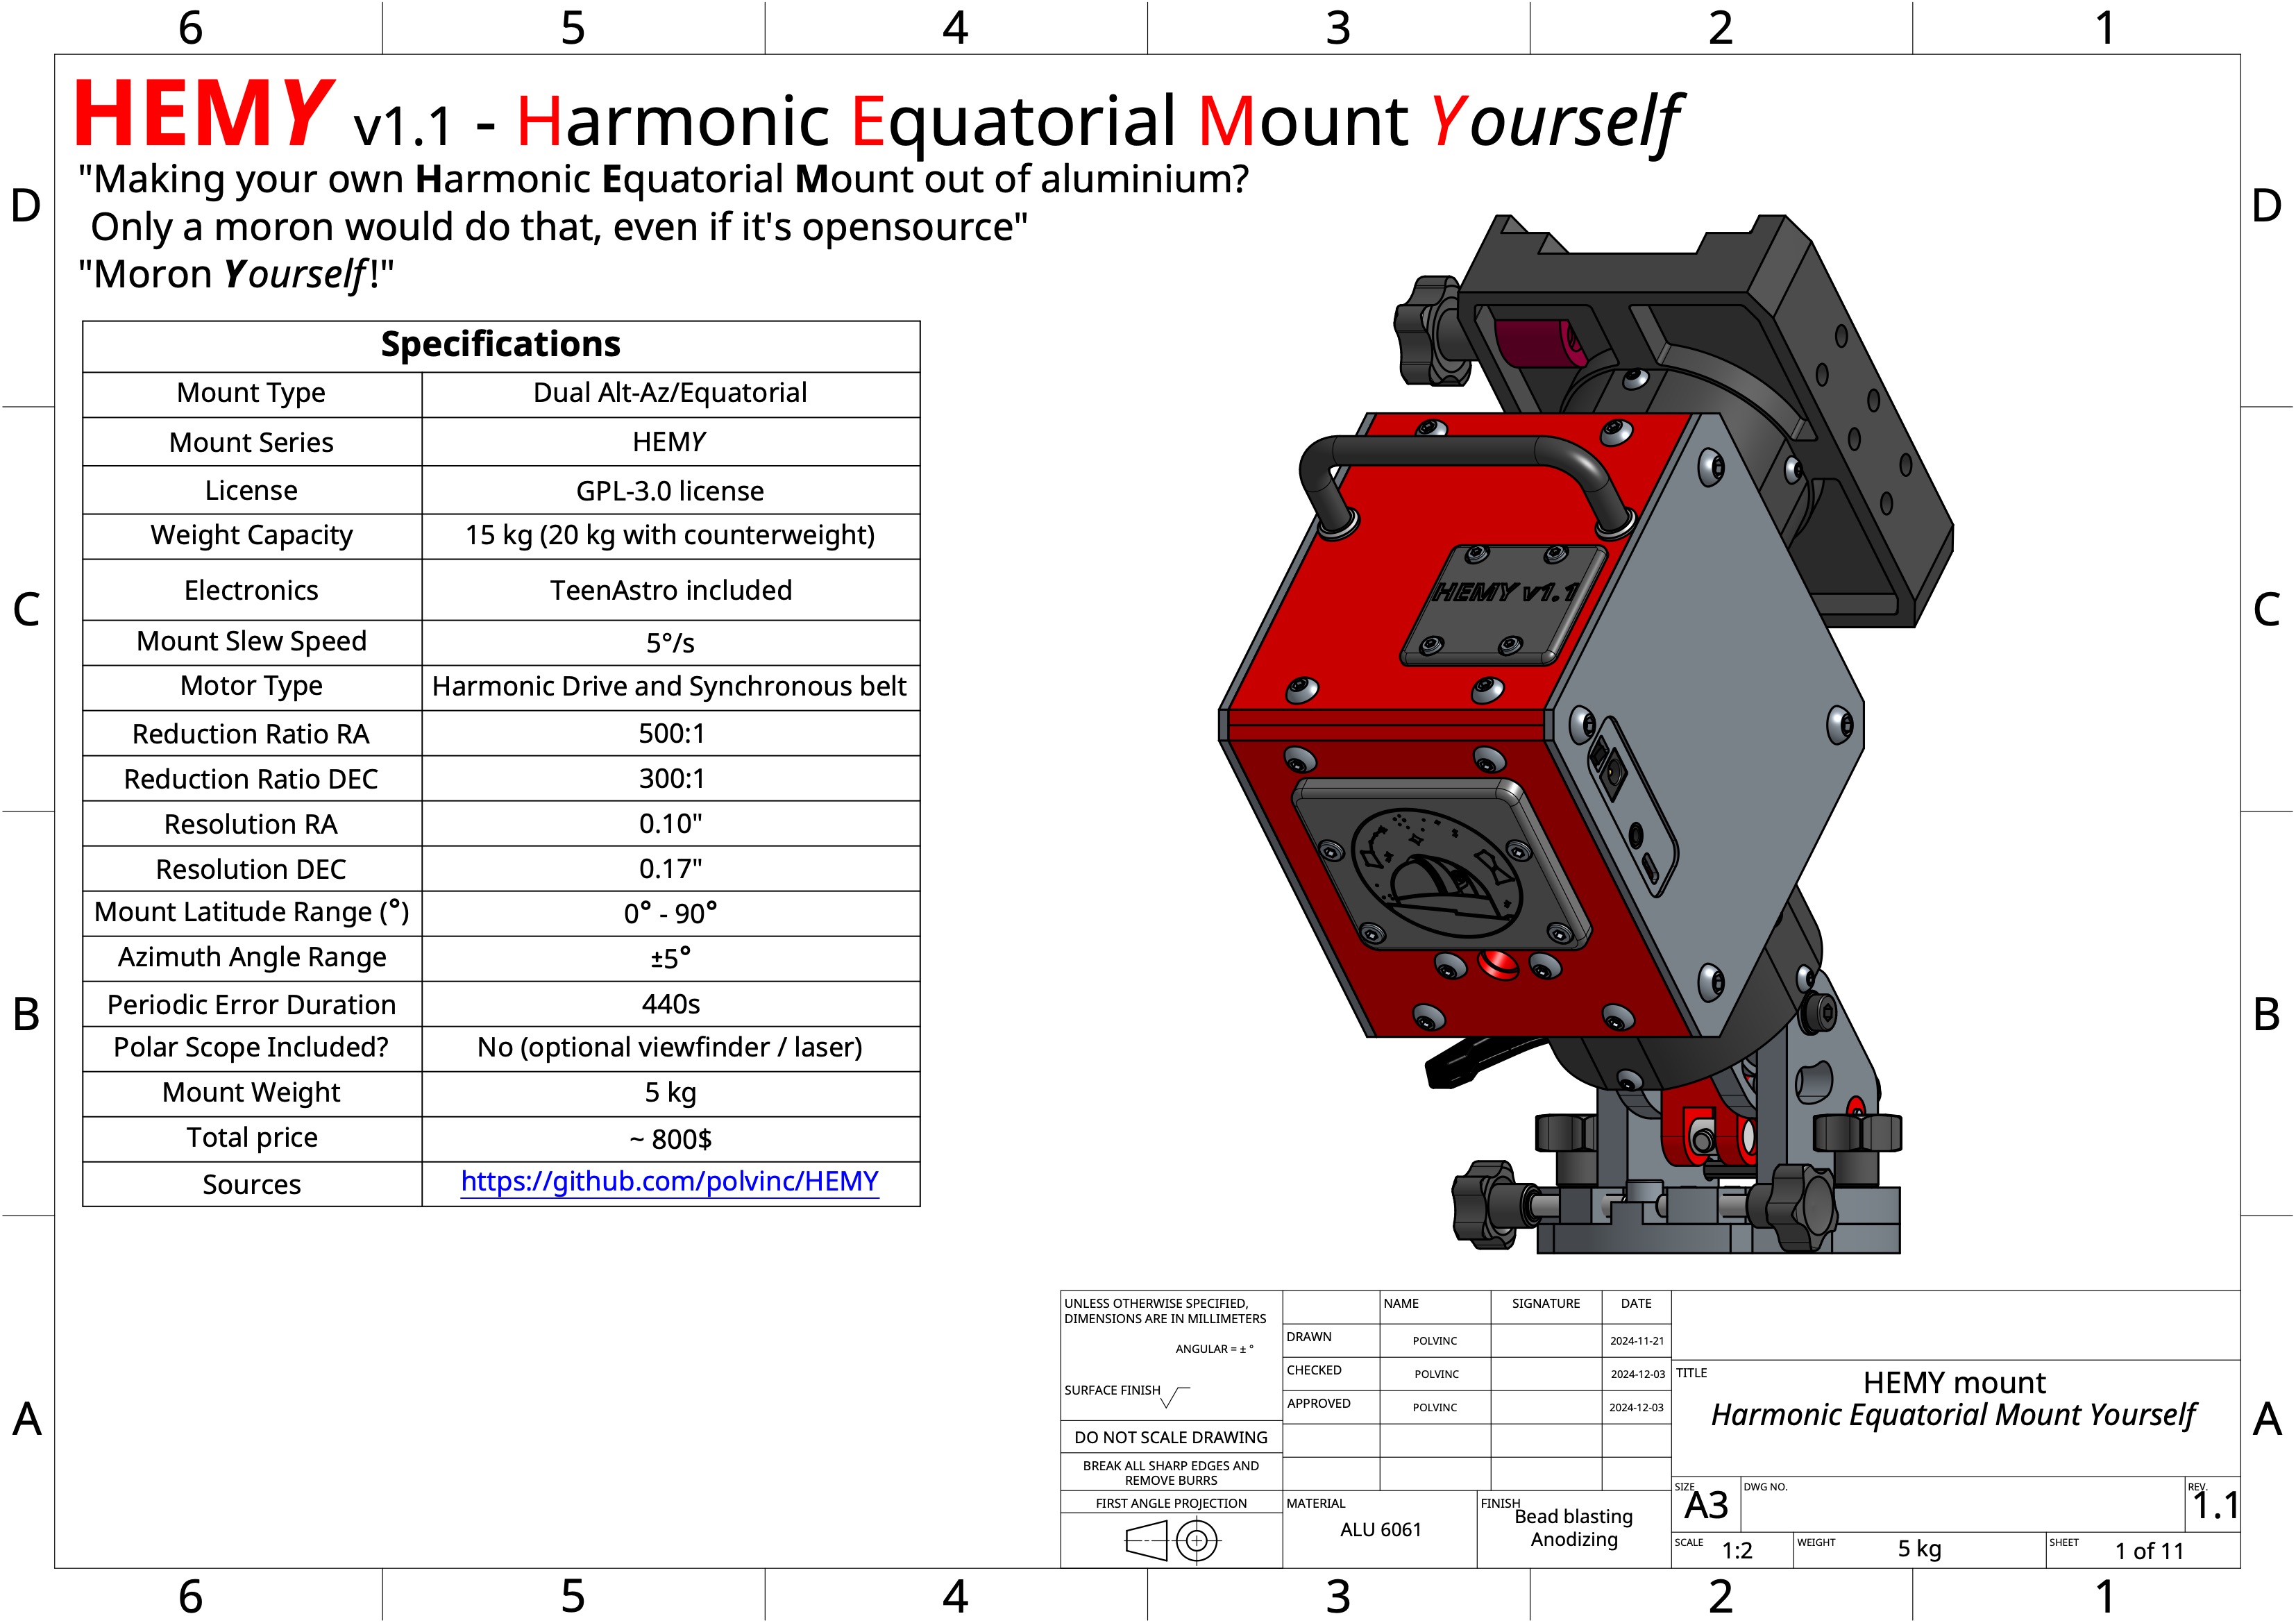 6 5 4 3 2 1
HEMY v1.1 - Harmonic Equatorial Mount Yourself
"Making your own Harmonic Equatorial Mount out of aluminium?
Only a moron would do that, even if it's opensource"
"Moron Yourself!"
D D
Specifications
Mount Type Dual Alt-Az/Equatorial
Mount Series HEMY
License GPL-3.0 license
Weight Capacity 15 kg (20 kg with counterweight)
Electronics TeenAstro included
Mount Slew Speed 5°/s
Motor Type Harmonic Drive and Synchronous belt
Reduction Ratio RA 500:1
Reduction Ratio DEC 300:1
Resolution RA 0.10"
Resolution DEC 0.17"
Mount Latitude Range (°) 0° - 90°
Azimuth Angle Range ±5°
Periodic Error Duration 440s
Polar Scope Included? No (optional viewfinder / laser)
Mount Weight 5 kg
Total price ~ 800$
Sources https://github.com/polvinc/HEMY
HEMY v1.1
C C
B B
A A
UNLESS OTHERWISE SPECIFIED,
DIMENSIONS ARE IN MILLIMETERS
ANGULAR = ± °
SURFACE FINISH
DO NOT SCALE DRAWING
BREAK ALL SHARP EDGES AND
REMOVE BURRS
FIRST ANGLE PROJECTION
NAME SIGNATURE DATE
DRAWN POLVINC 2024-11-21
CHECKED POLVINC 2024-12-03
APPROVED POLVINC 2024-12-03
MATERIAL
ALU 6061
FINISH
Bead blasting
Anodizing
TITLE
HEMY mount
Harmonic Equatorial Mount Yourself
SIZE
A3
DWG NO.
REV.
1.1
SCALE 1:2
WEIGHT 5 kg
SHEET 1 of 11
6 5 4 3 2 1